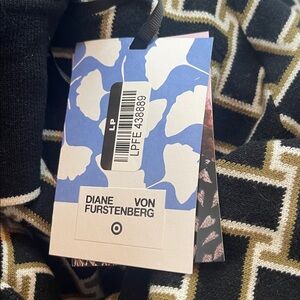 LP
LPFE 438889
DIANE VON
FURSTENBERG